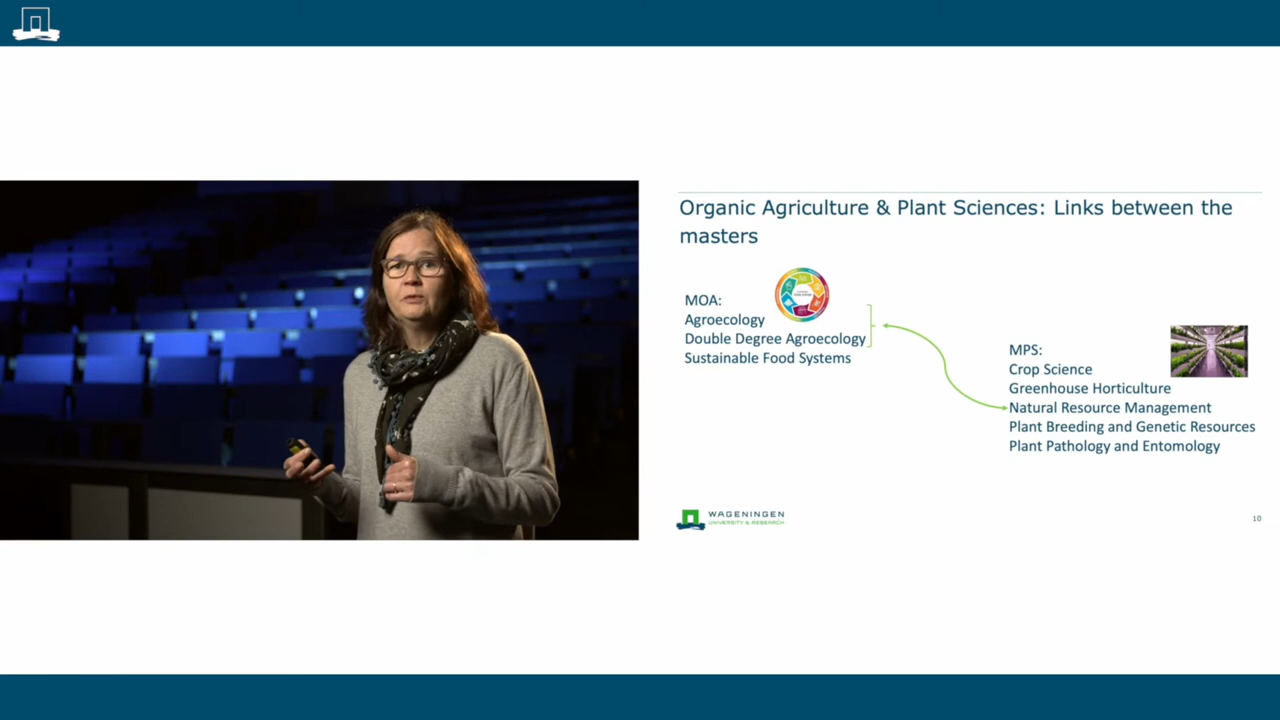 Organic Agriculture & Plant Sciences: Links between the
masters
MOA:
Agroecology
Double Degree Agroecology
Sustainable Food Systems
MPS:
Crop Science
Greenhouse Horticulture
Natural Resource Management
Plant Breeding and Genetic Resources
Plant Pathology and Entomology
WAGENINGEN
UNIVERSITY & RESEARCH
10